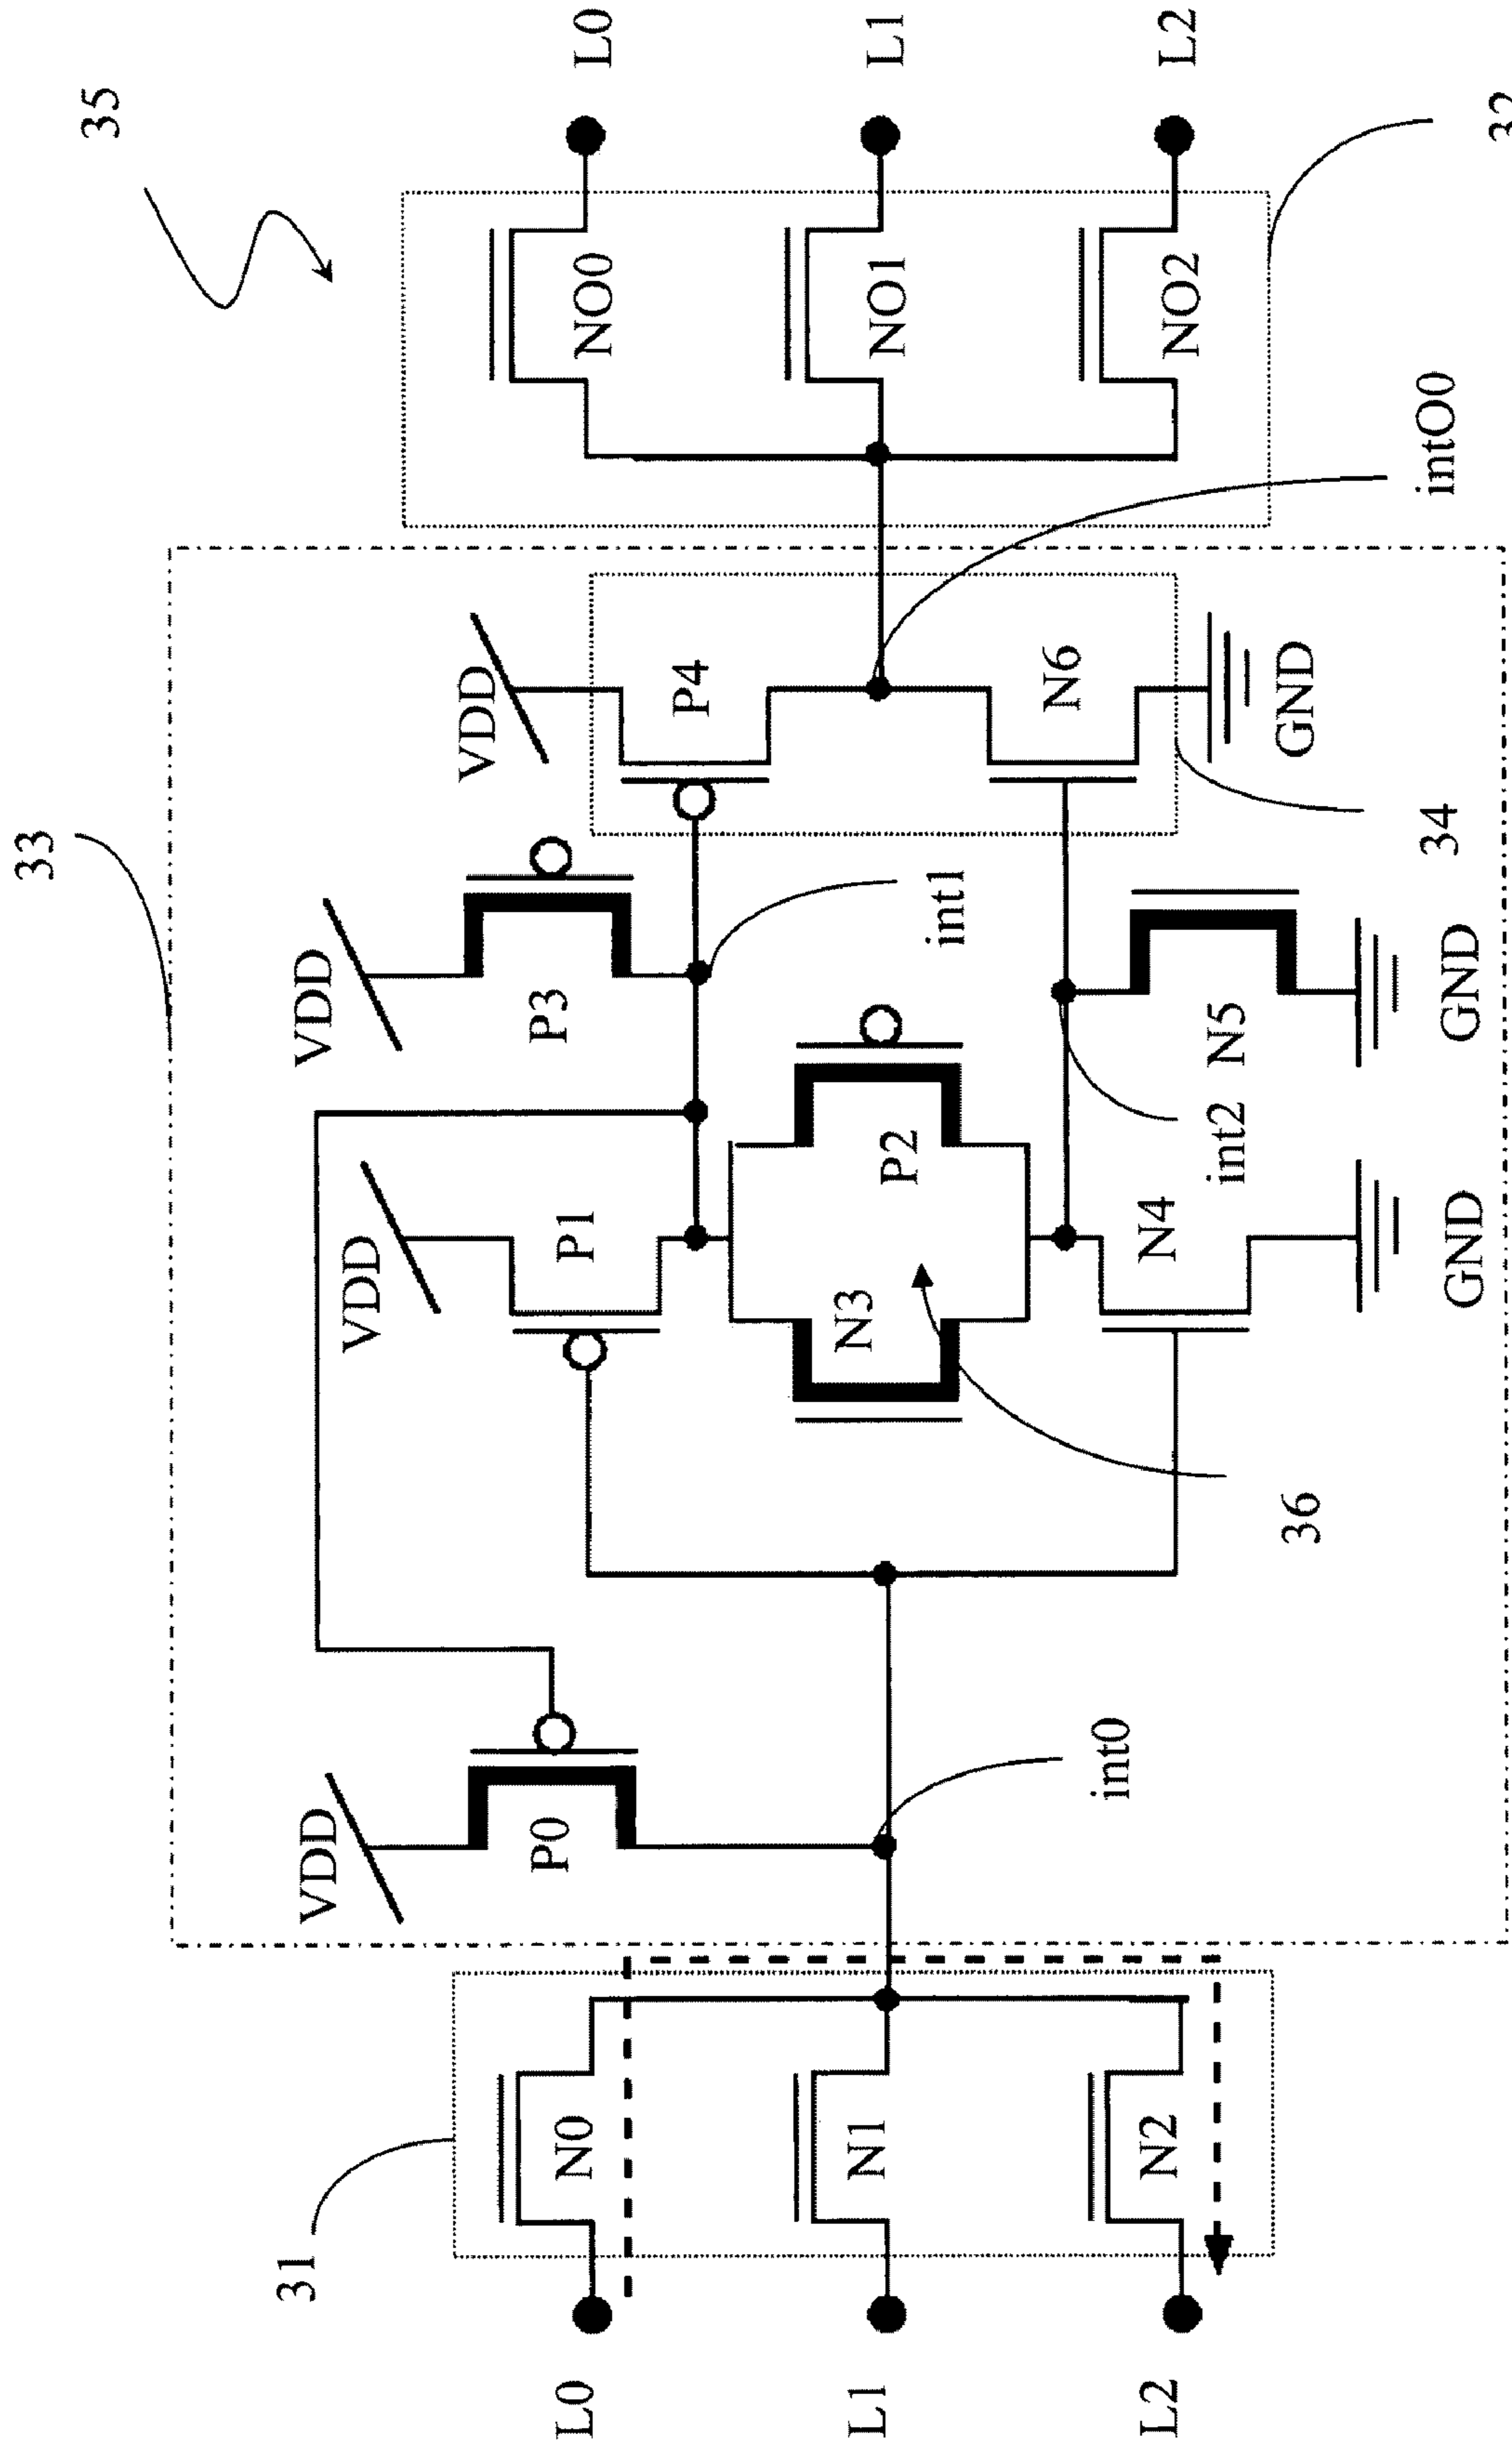 33
35
31
VDD
VDD
VDD
VDD
P0
P1
P3
P4
L0
N0
NO0
L0
N3
P2
L1
N1
NO1
L1
int1
N6
int0
L2
N2
N4
int2
N5
NO2
L2
36
GND
34
intO0
GND
GND
32